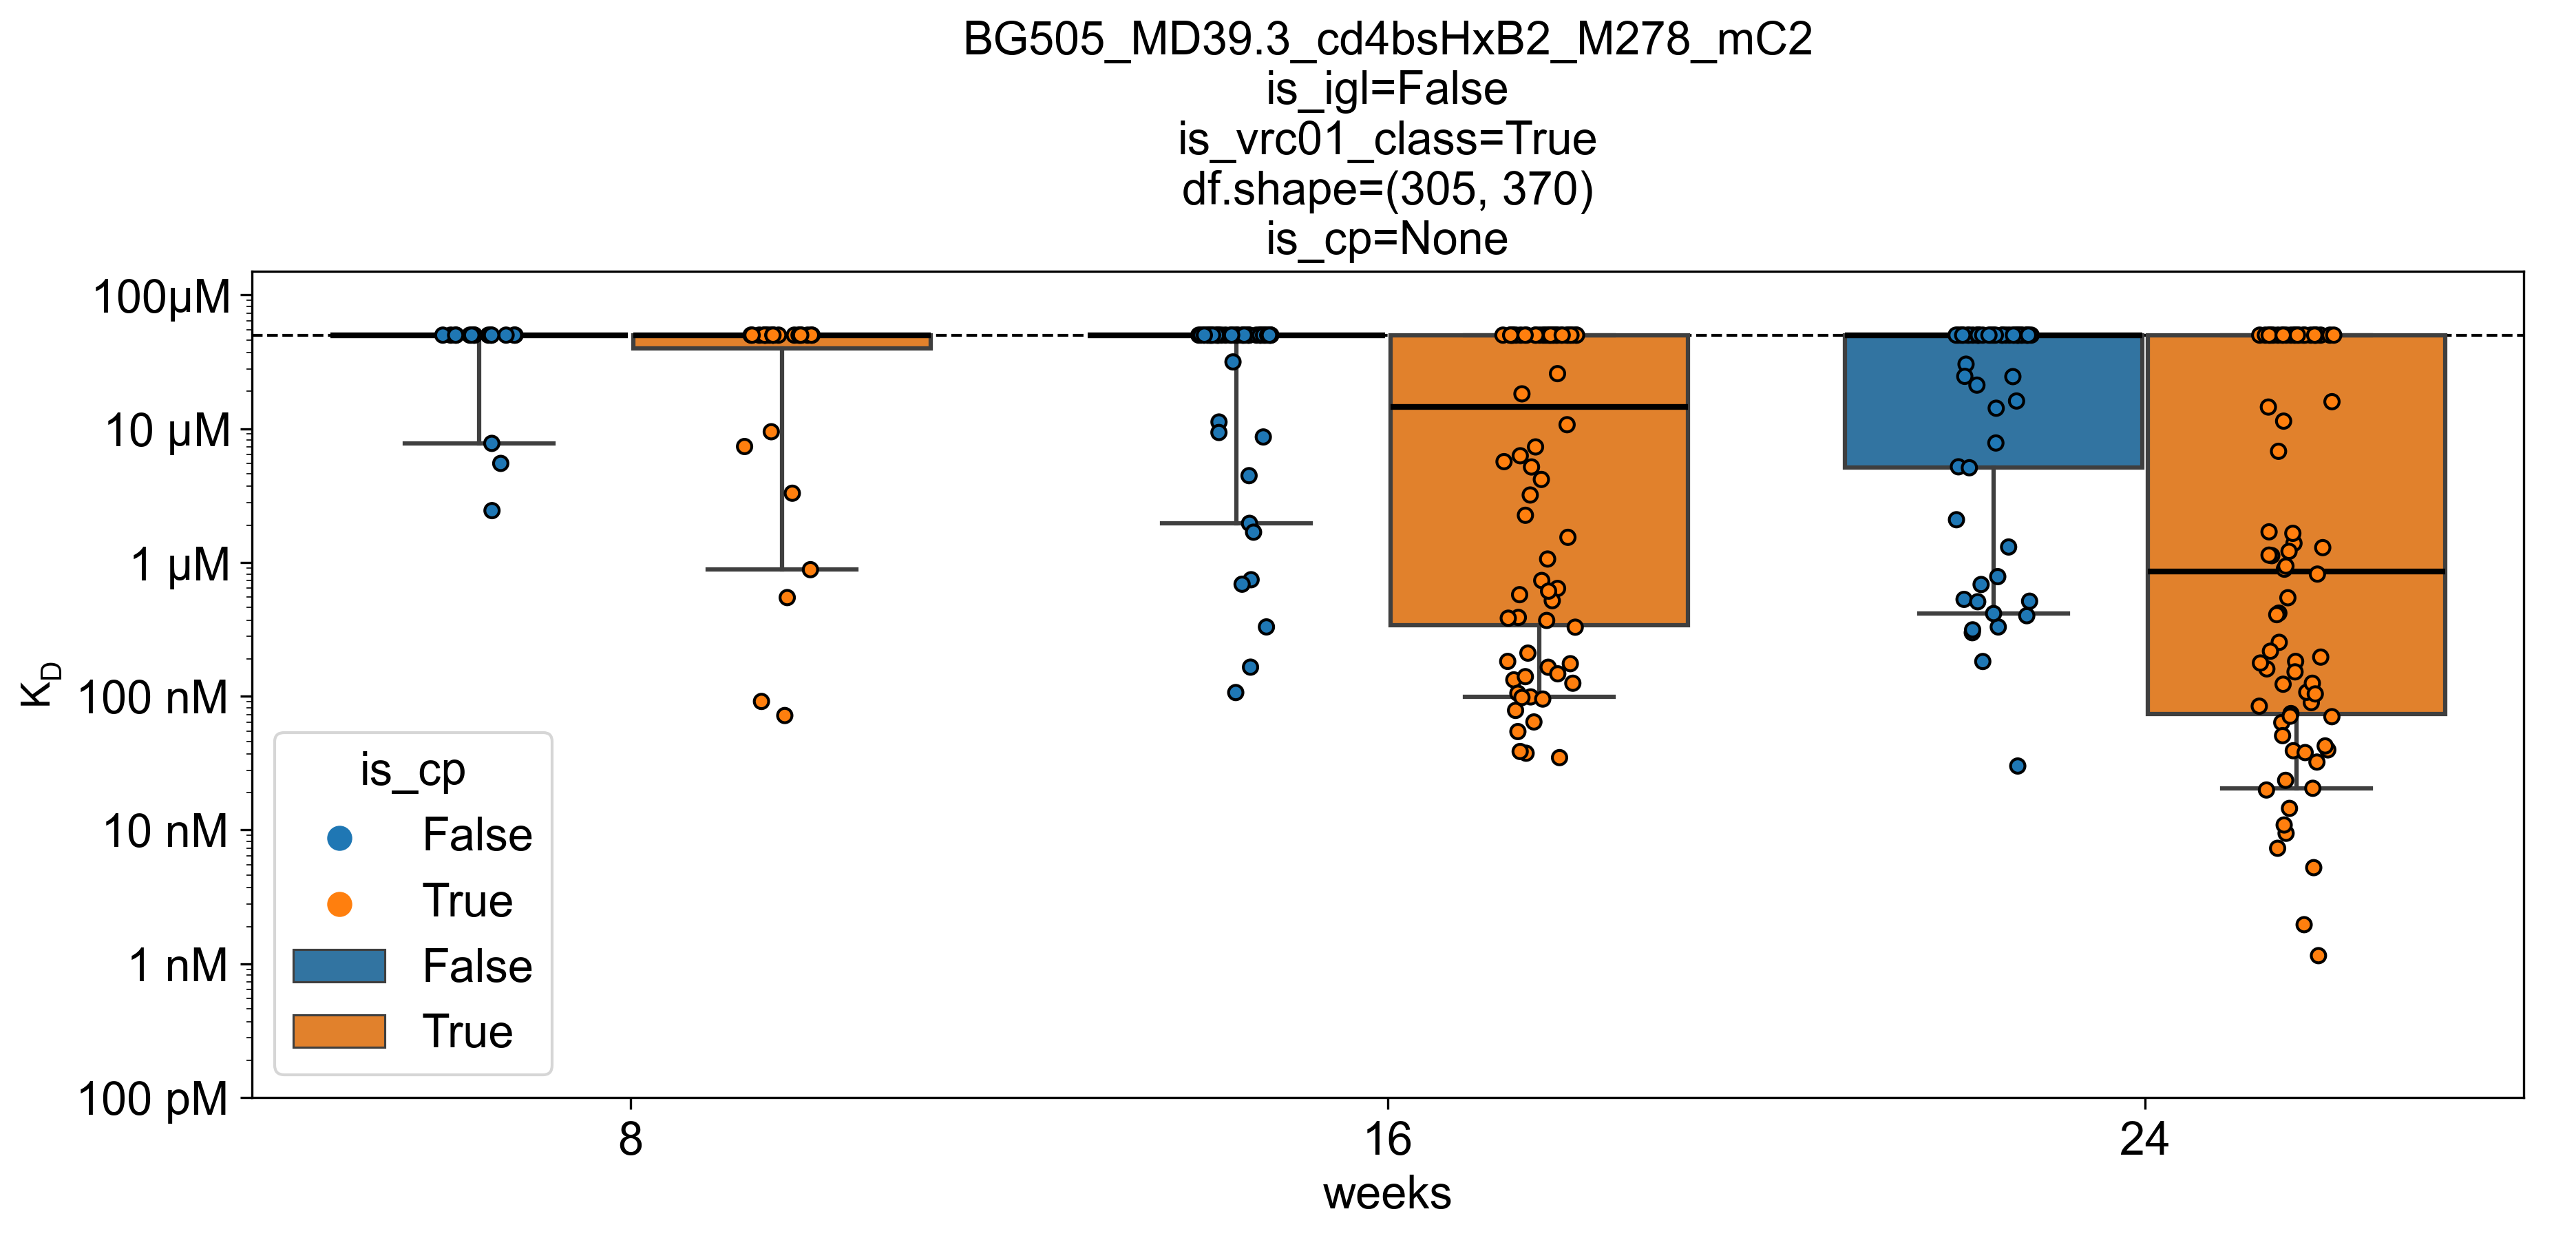 BG505_MD39.3_cd4bsHxB2_M278_mC2
is_igl=False
is_vrc01_class=True
df.shape=(305, 370)
is_cp=None
100µM
10 µM
1 µM
100 nM
10 nM
1 nM
100 pM
K_D
is_cp
False
True
False
True
8
16
24
weeks